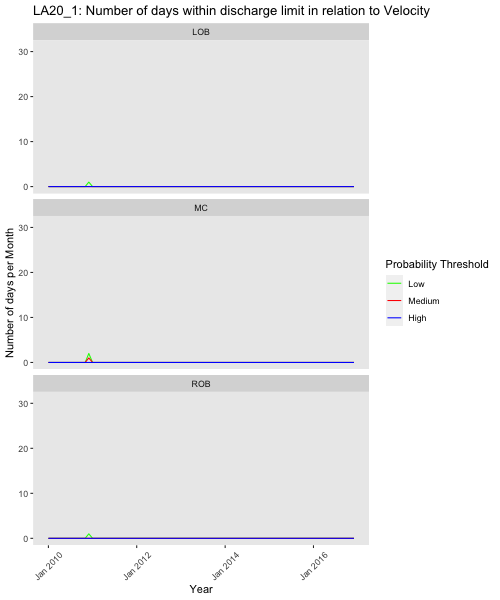 LA20_1: Number of days within discharge limit in relation to Velocity
LOB
30
20
10
0
MC
30
20
10
0
ROB
30
20
10
0
Number of days per Month
Jan 2010
Jan 2012
Jan 2014
Jan 2016
Year
Probability Threshold
Low
Medium
High